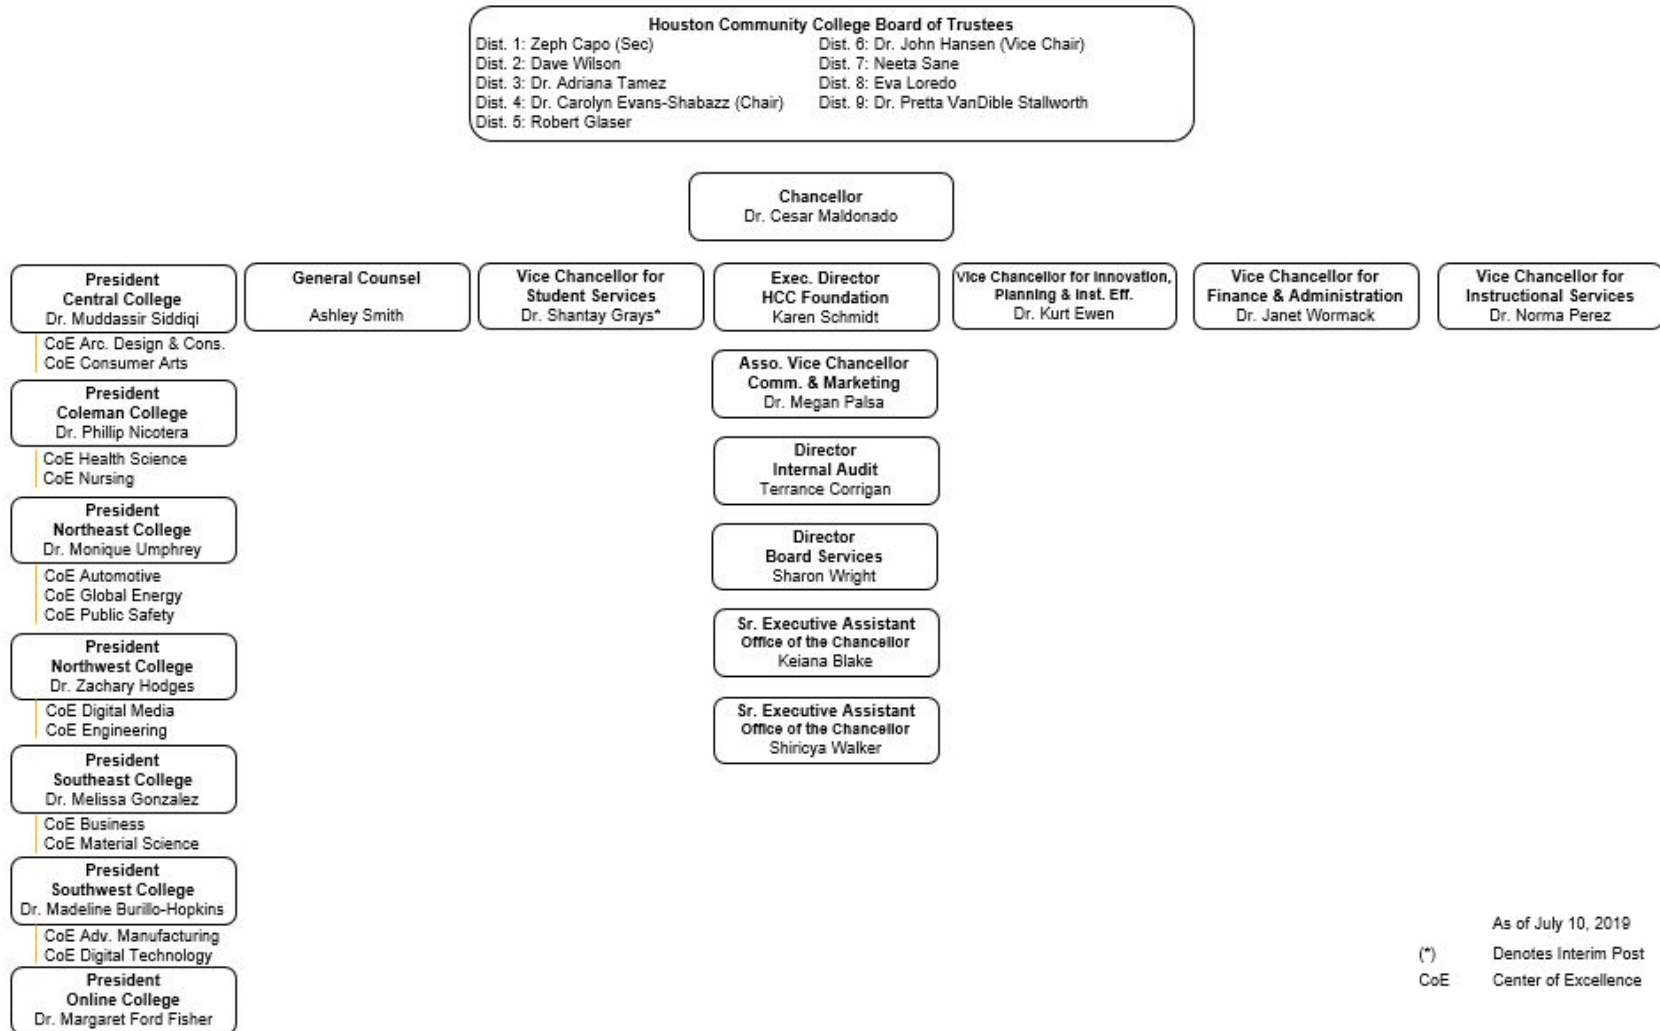 Houston Community College Board of Trustees
Dist. 1: Zeph Capo (Sec)
Dist. 2: Dave Wilson
Dist. 3: Dr. Adriana Tamez
Dist. 4: Dr. Carolyn Evans-Shabazz (Chair)
Dist. 5: Robert Glaser
Dist. 6: Dr. John Hansen (Vice Chair)
Dist. 7: Neeta Sane
Dist. 8: Eva Loredo
Dist. 9: Dr. Pretta VanDible Stallworth
Chancellor
Dr. Cesar Maldonado
President
Central College
Dr. Muddassir Siddiqi
CoE Arc. Design & Cons.
CoE Consumer Arts
President
Coleman College
Dr. Phillip Nicotera
CoE Health Science
CoE Nursing
President
Northeast College
Dr. Monique Umphrey
CoE Automotive
CoE Global Energy
CoE Public Safety
President
Northwest College
Dr. Zachary Hodges
CoE Digital Media
CoE Engineering
President
Southeast College
Dr. Melissa Gonzalez
CoE Business
CoE Material Science
President
Southwest College
Dr. Madeline Burillo-Hopkins
CoE Adv. Manufacturing
CoE Digital Technology
President
Online College
Dr. Margaret Ford Fisher
General Counsel
Ashley Smith
Vice Chancellor for
Student Services
Dr. Shantay Grays*
Exec. Director
HCC Foundation
Karen Schmidt
Asso. Vice Chancellor
Comm. & Marketing
Dr. Megan Palsa
Director
Internal Audit
Terrance Corrigan
Director
Board Services
Sharon Wright
Sr. Executive Assistant
Office of the Chancellor
Keiana Blake
Sr. Executive Assistant
Office of the Chancellor
Shiricya Walker
Vice Chancellor for Innovation,
Planning & Inst. Eff.
Dr. Kurt Ewen
Vice Chancellor for
Finance & Administration
Dr. Janet Wormack
Vice Chancellor for
Instructional Services
Dr. Norma Perez
As of July 10, 2019
(*) Denotes Interim Post
CoE Center of Excellence